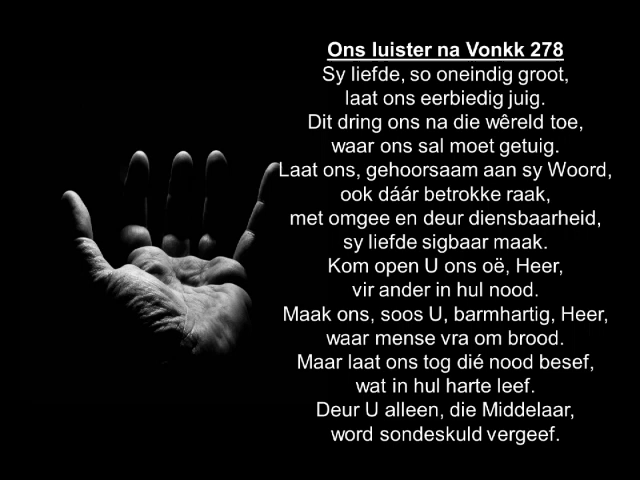 Ons luister na Vonkk 278
Sy liefde, so oneindig groot,
laat ons eerbiedig juig.
Dit dring ons na die wêreld toe,
waar ons sal moet getuig.
Laat ons, gehoorsaam aan sy Woord,
ook dáár betrokke raak,
met omgee en deur diensbaarheid,
sy liefde sigbaar maak.
Kom open U ons oë, Heer,
vir ander in hul nood.
Maak ons, soos U, barmhartig, Heer,
waar mense vra om brood.
Maar laat ons tog dié nood besef,
wat in hul harte leef.
Deur U alleen, die Middelaar,
word sondeskuld vergeef.